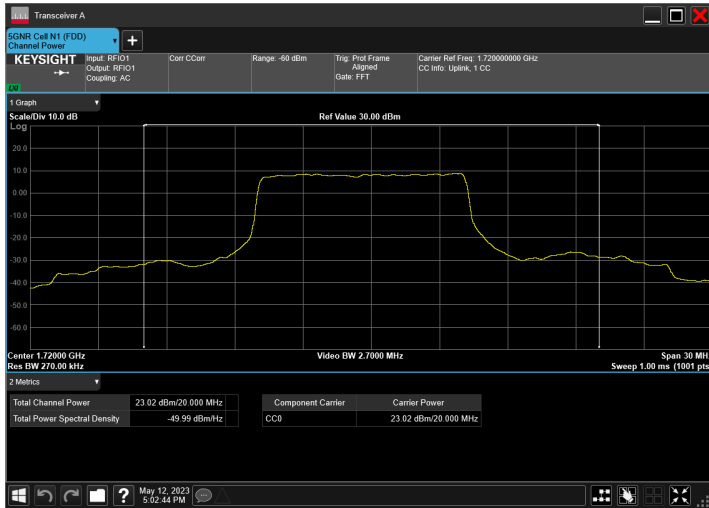 Transceiver A
5GNR Cell N1 (FDD)
Channel Power
KEYSIGHT
Input: RFIO1
Output: RFIO1
Coupling: AC
Corr CCorr
Range: -60 dBm
Trig: Prot Frame
Aligned
Gate: FFT
Carrier Ref Freq: 1.720000000 GHz
CC Info: Uplink, 1 CC
LXI
1 Graph
Scale/Div 10.0 dB
Ref Value 30.00 dBm
Log
20.0
10.0
0.00
-10.0
-20.0
-30.0
-40.0
-50.0
-60.0
Center 1.72000 GHz
Video BW 2.7000 MHz
Span 30 MH
Res BW 270.00 kHz
Sweep 1.00 ms (1001 pts
2 Metrics
Total Channel Power 23.02 dBm/20.000 MHz
Total Power Spectral Density -49.99 dBm/Hz
Component Carrier Carrier Power
CC0 23.02 dBm/20.000 MHz
?
May 12, 2023
5:02:44 PM